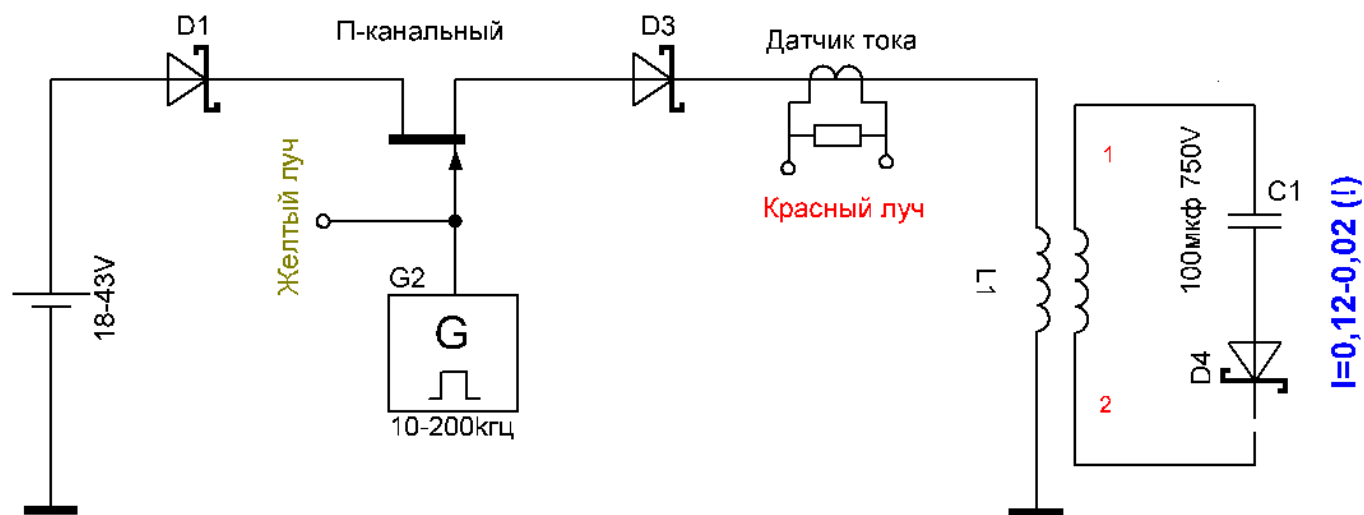 D1
П-канальный
D3
Датчик тока
Желтый луч
Красный луч
18-43V
G2
G
10-200kгц
L1
1
2
100мкф 750V
C1
D4
I=0,12-0,02 (!)